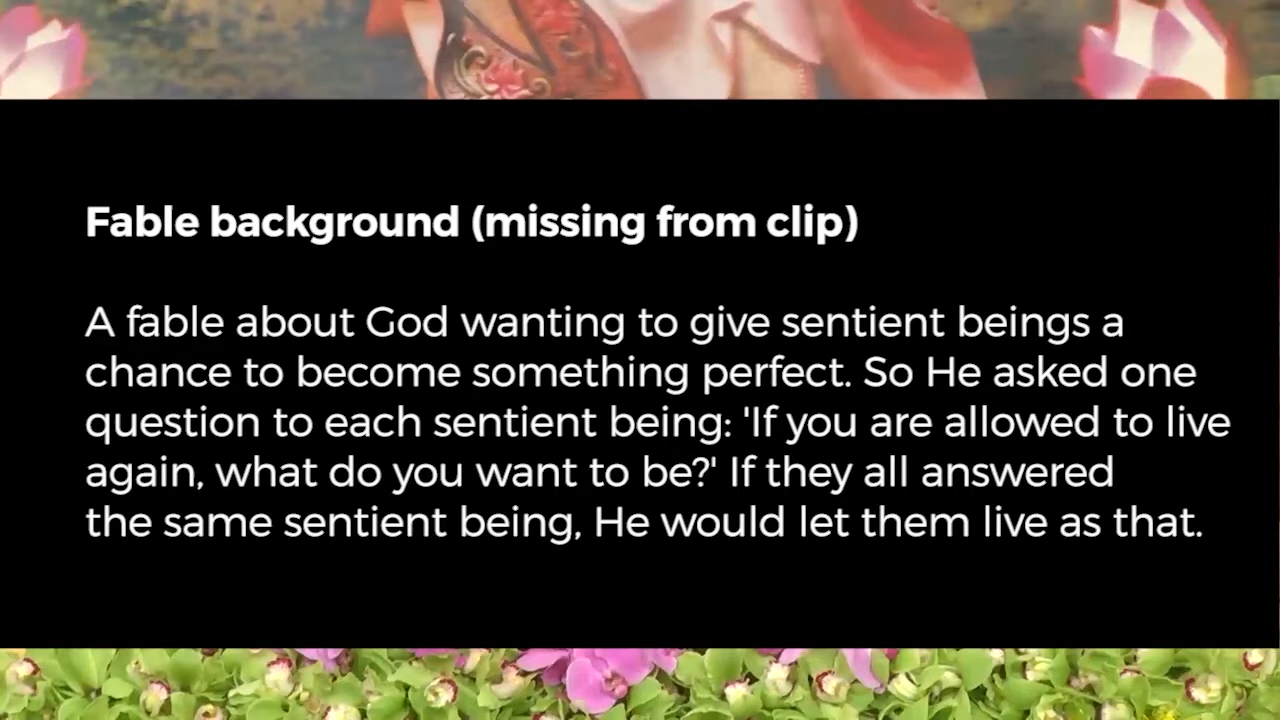 Fable background (missing from clip)
A fable about God wanting to give sentient beings a
chance to become something perfect. So He asked one
question to each sentient being: 'If you are allowed to live
again, what do you want to be?' If they all answered
the same sentient being, He would let them live as that.